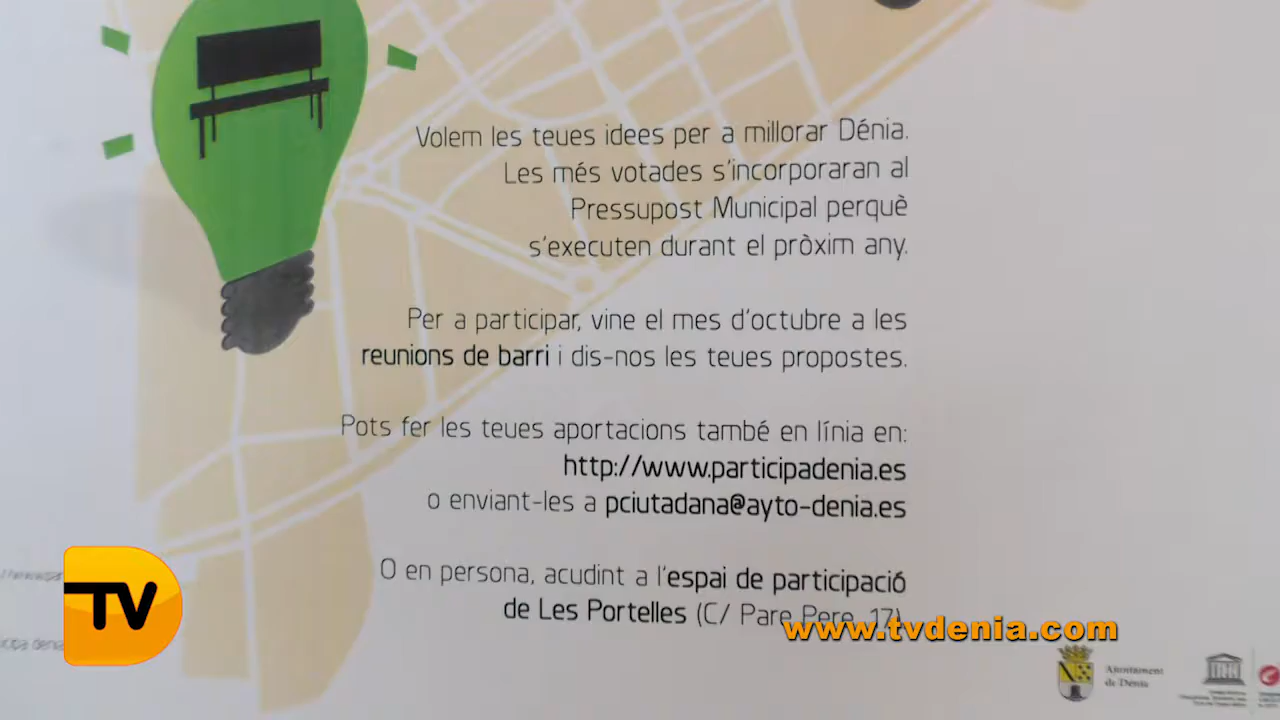 Volem les teues idees per a millorar Dénia.
Les més votades s'incorporaran al
Pressupost Municipal perquè
s'executen durant el pròxim any.
Per a participar, vine el mes d'octubre a les
reunions de barri i dis-nos les teues propostes.
Pots fer les teues aportacions també en línia en:
http://www.participadenia.es
o enviant-les a pciutadana@ayto-denia.es
O en persona, acudint a l'espai de participació
de Les Portelles (C/ Pare Pere, 17).
TV
www.tvdenia.com
Ajuntament
de Dénia